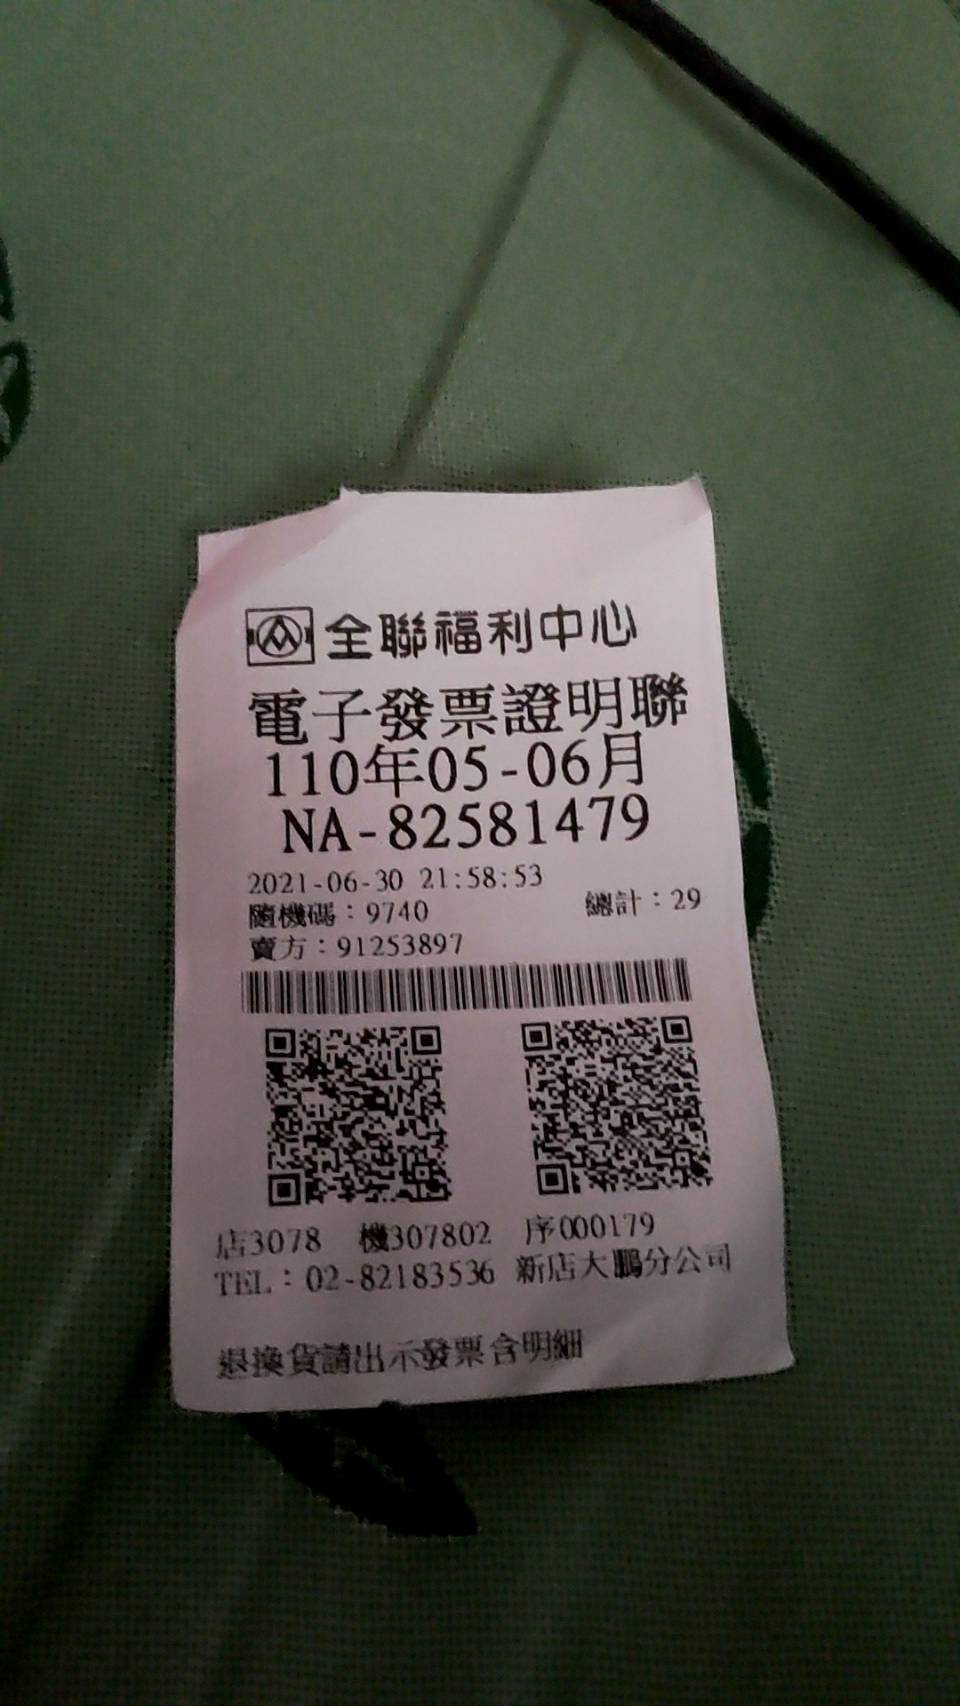 全聯福利中心
電子發票證明聯
110年05-06月
NA-82581479
2021-06-30 21:58:53
隨機碼：9740 總計：29
賣方：91253897
店3078 機307802 序000179
TEL：02-82183536 新店大鵬分公司
退換貨請出示發票含明細